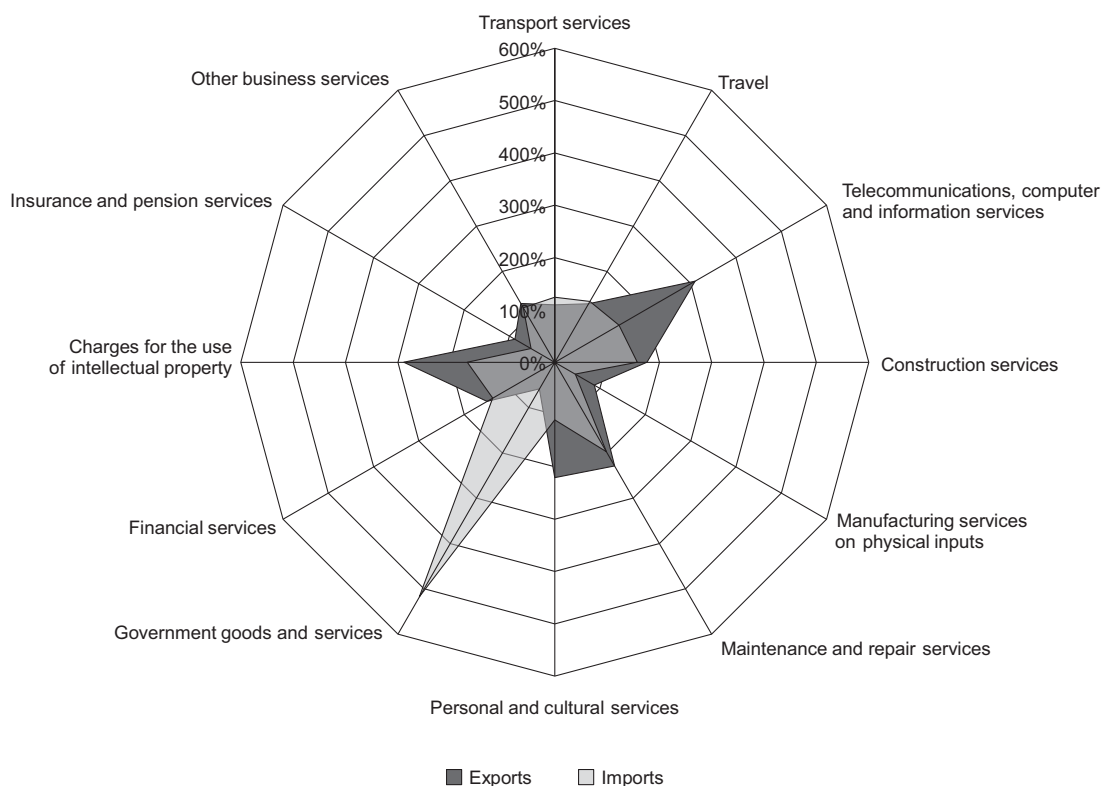 Transport services
600%
Other business services
Travel
500%
400%
Telecommunications, computer
and information services
Insurance and pension services
300%
200%
100%
Charges for the use
of intellectual property
0%
Construction services
Financial services
Manufacturing services
on physical inputs
Government goods and services
Maintenance and repair services
Personal and cultural services
Exports
Imports